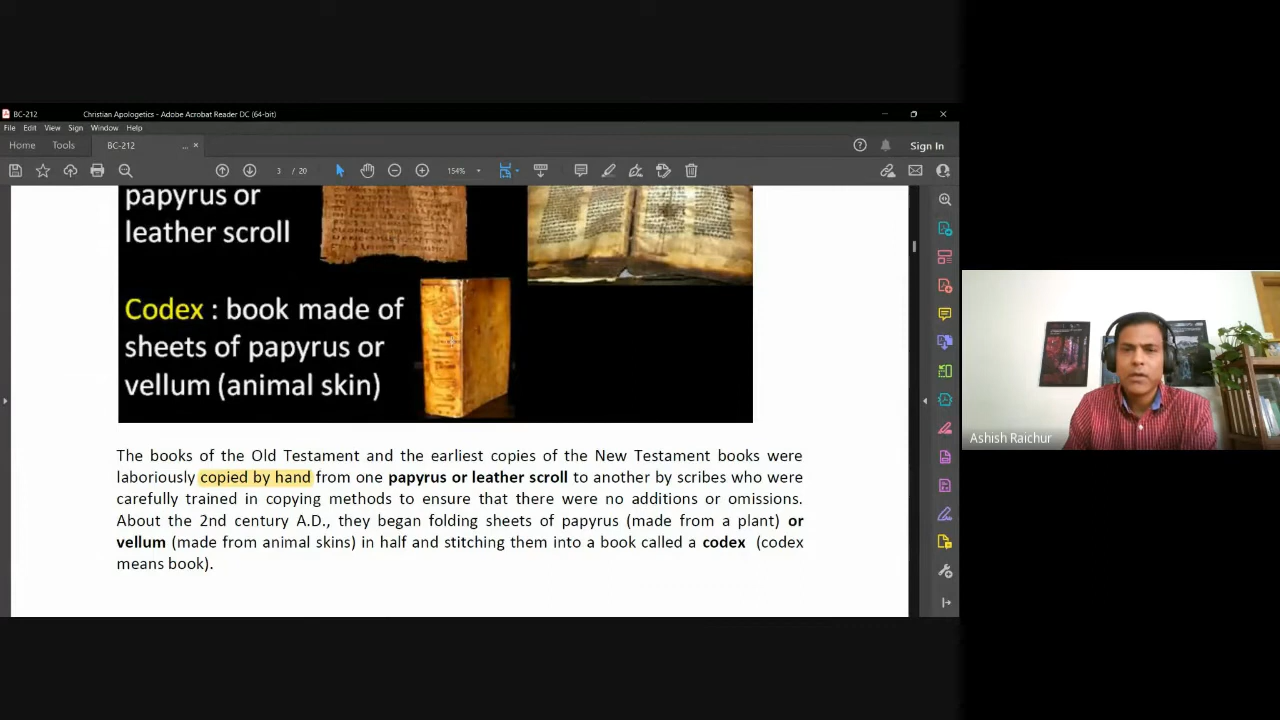 BC-212 Christian Apologetics - Adobe Acrobat Reader DC (64-bit)
File Edit View Sign Window Help
Home Tools BC-212 ... ×
Sign In
3 / 20 154%
papyrus or
leather scroll
Codex : book made of
sheets of papyrus or
vellum (animal skin)
The books of the Old Testament and the earliest copies of the New Testament books were
laboriously copied by hand from one papyrus or leather scroll to another by scribes who were
carefully trained in copying methods to ensure that there were no additions or omissions.
About the 2nd century A.D., they began folding sheets of papyrus (made from a plant) or
vellum (made from animal skins) in half and stitching them into a book called a codex (codex
means book).
Ashish Raichur